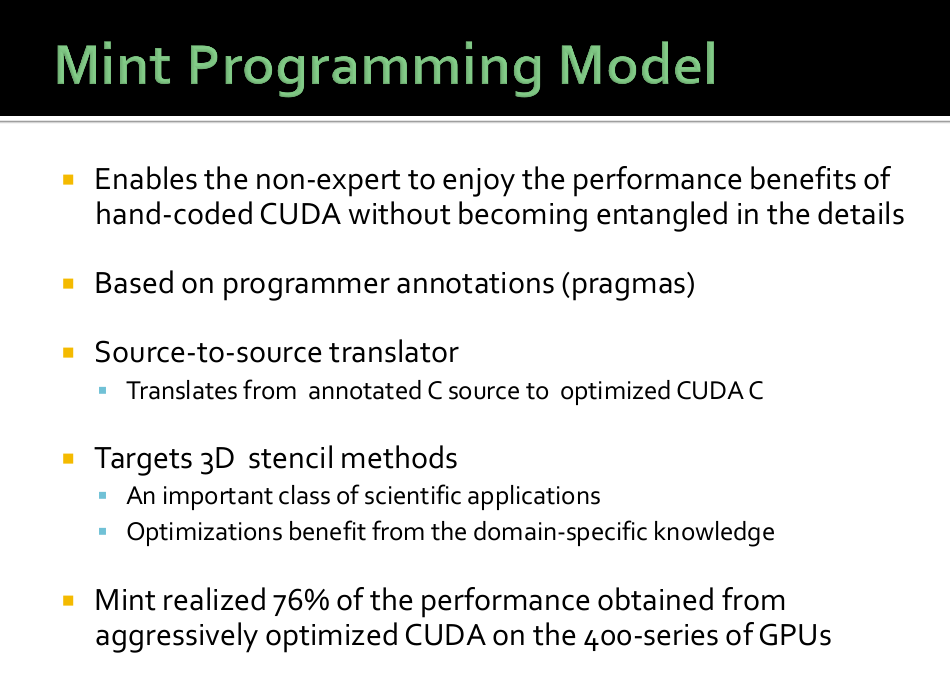 Mint Programming Model
Enables the non-expert to enjoy the performance benefits of
hand-coded CUDA without becoming entangled in the details
Based on programmer annotations (pragmas)
Source-to-source translator
Translates from annotated C source to optimized CUDA C
Targets 3D stencil methods
An important class of scientific applications
Optimizations benefit from the domain-specific knowledge
Mint realized 76% of the performance obtained from
aggressively optimized CUDA on the 400-series of GPUs